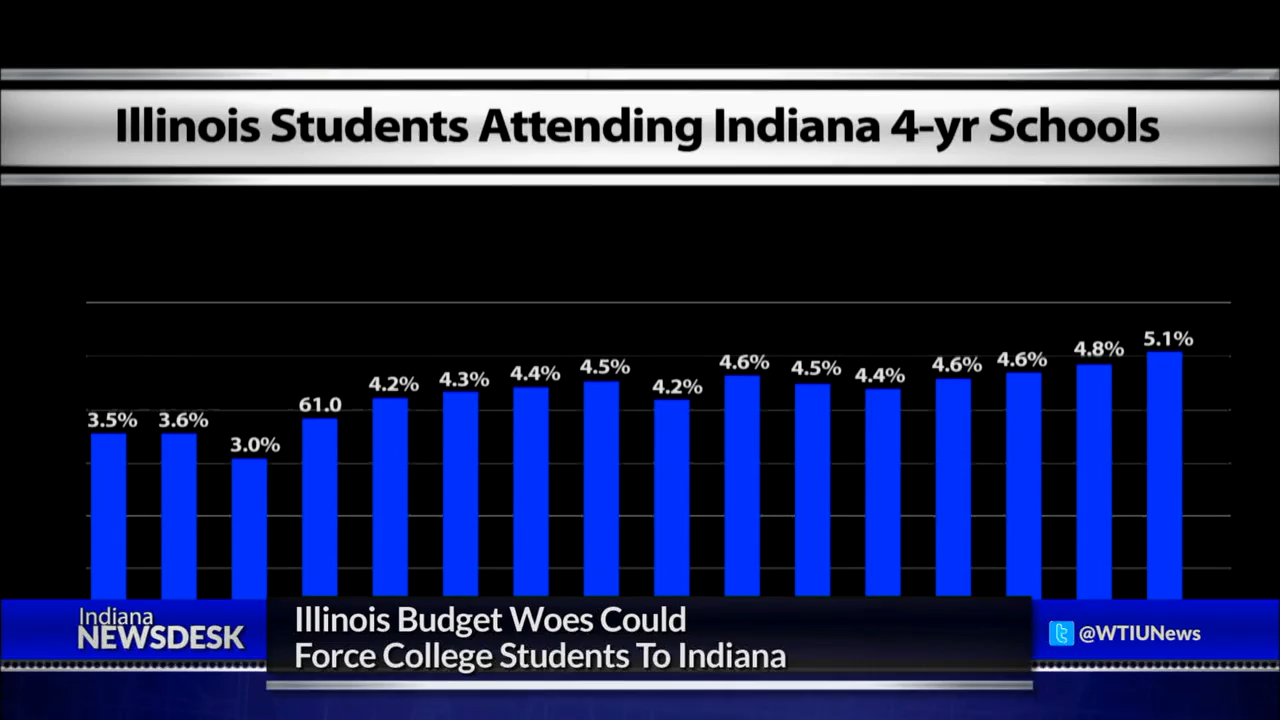 Illinois Students Attending Indiana 4-yr Schools
3.5% 3.6% 3.0% 61.0 4.2% 4.3% 4.4% 4.5% 4.2% 4.6% 4.5% 4.4% 4.6% 4.6% 4.8% 5.1%
Indiana
NEWSDESK
Illinois Budget Woes Could
Force College Students To Indiana
@WTIUNews